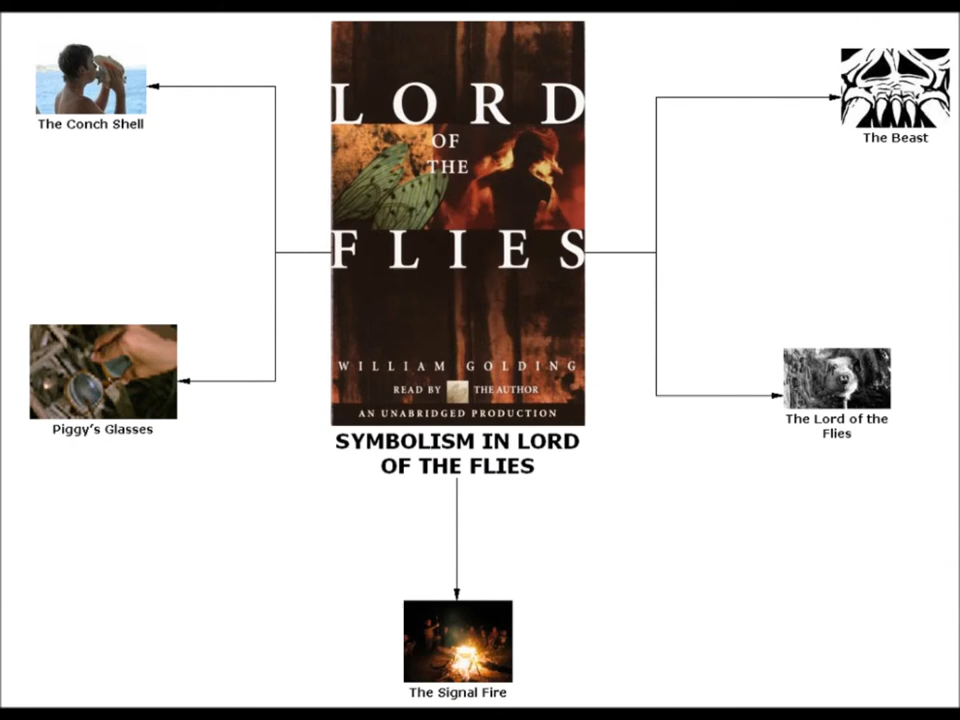 The Conch Shell
Piggy's Glasses
LORD
OF
THE
FLIES
WILLIAM GOLDING
READ BY THE AUTHOR
AN UNABRIDGED PRODUCTION
SYMBOLISM IN LORD
OF THE FLIES
The Signal Fire
The Beast
The Lord of the
Flies